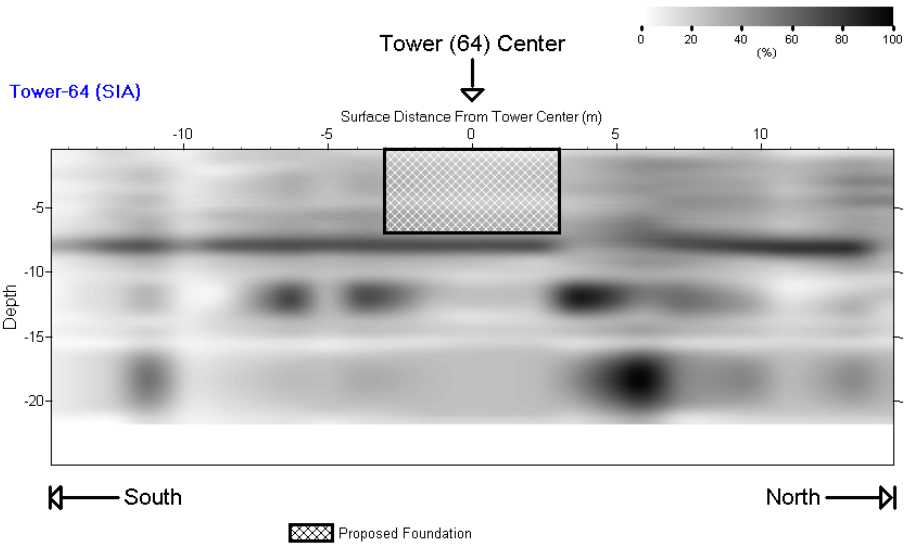 0 20 40 60 80 100
(%)
Tower (64) Center
Tower-64 (SIA)
Surface Distance From Tower Center (m)
-10 -5 0 5 10
-5
-10
-15
-20
Depth
South
North
Proposed Foundation